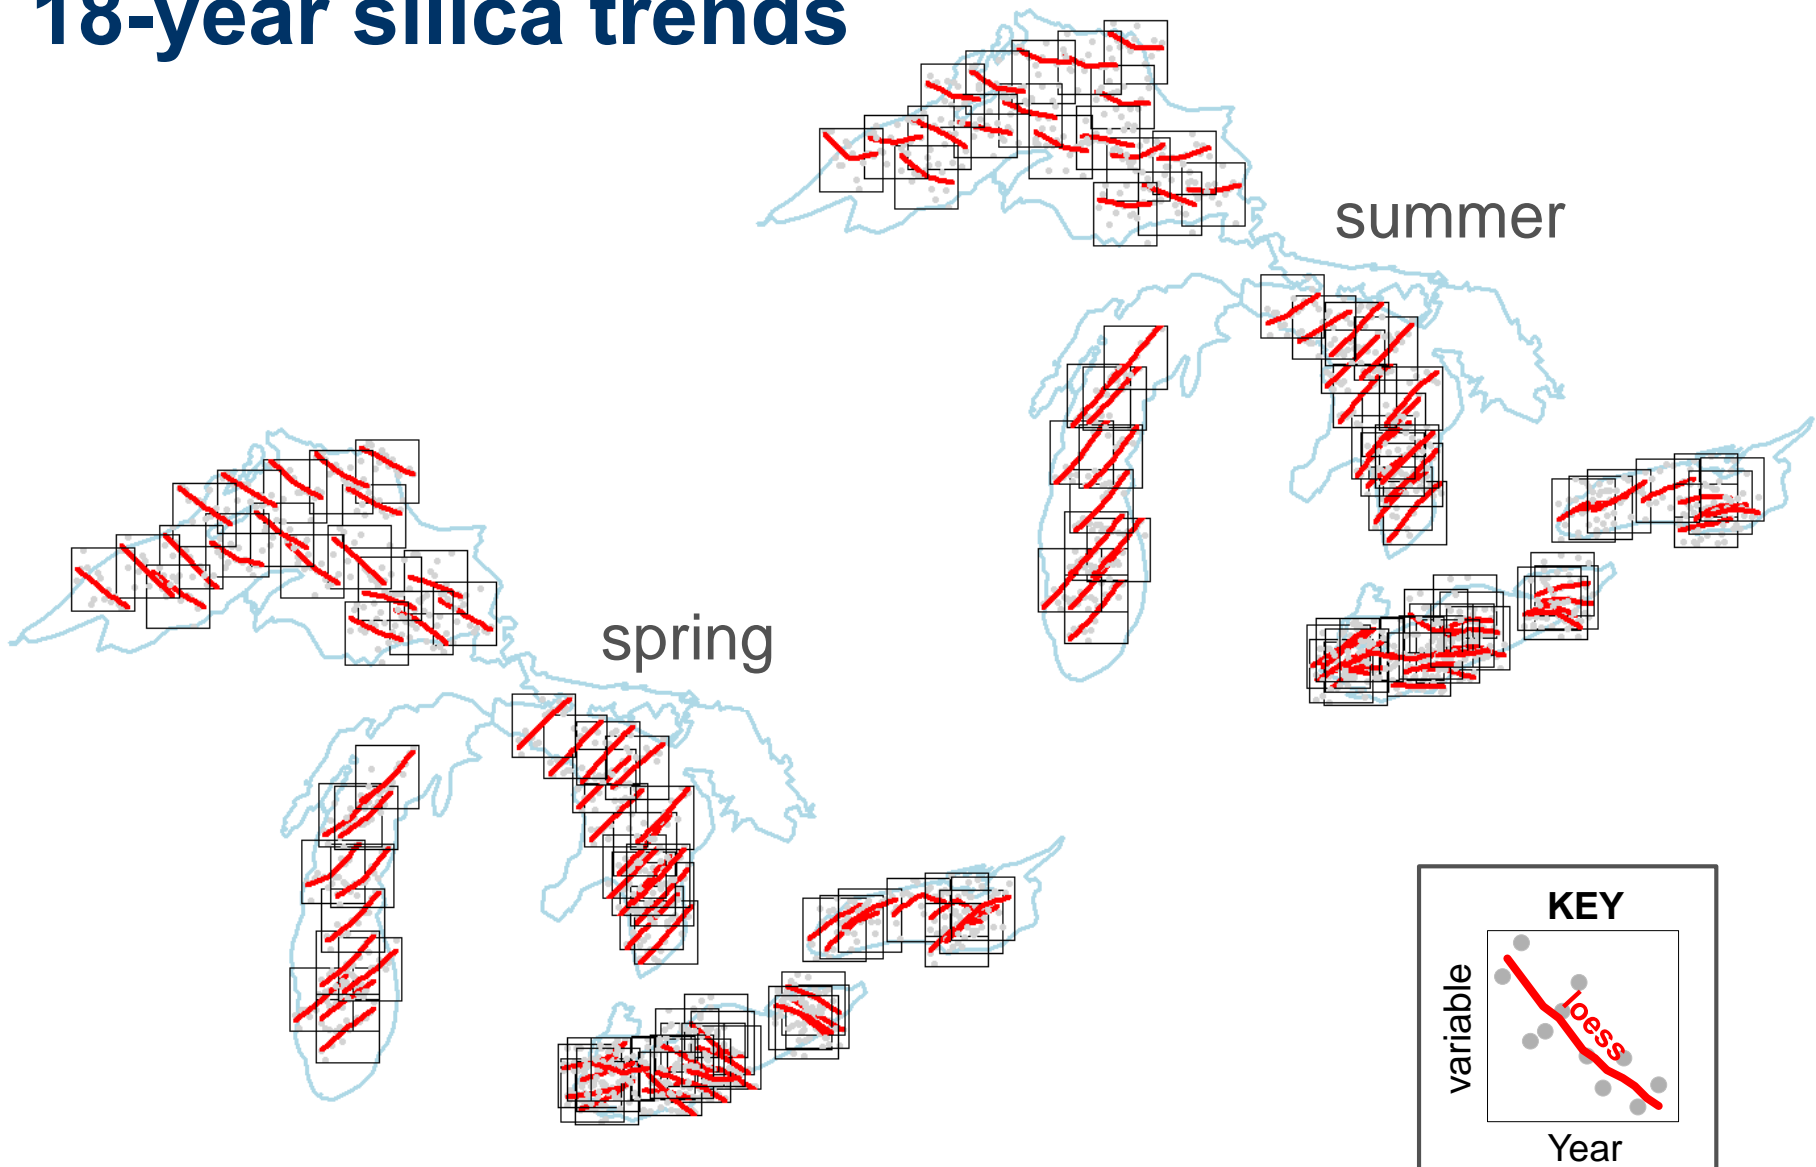 18-year silica trends
summer
spring
KEY
variable
loess
Year